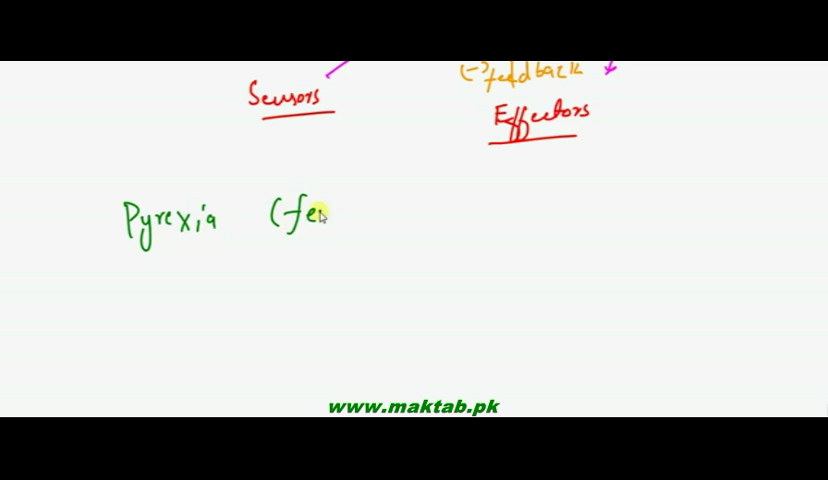 (-) feedback
Sensors
Effectors
Pyrexia (fe
www.maktab.pk